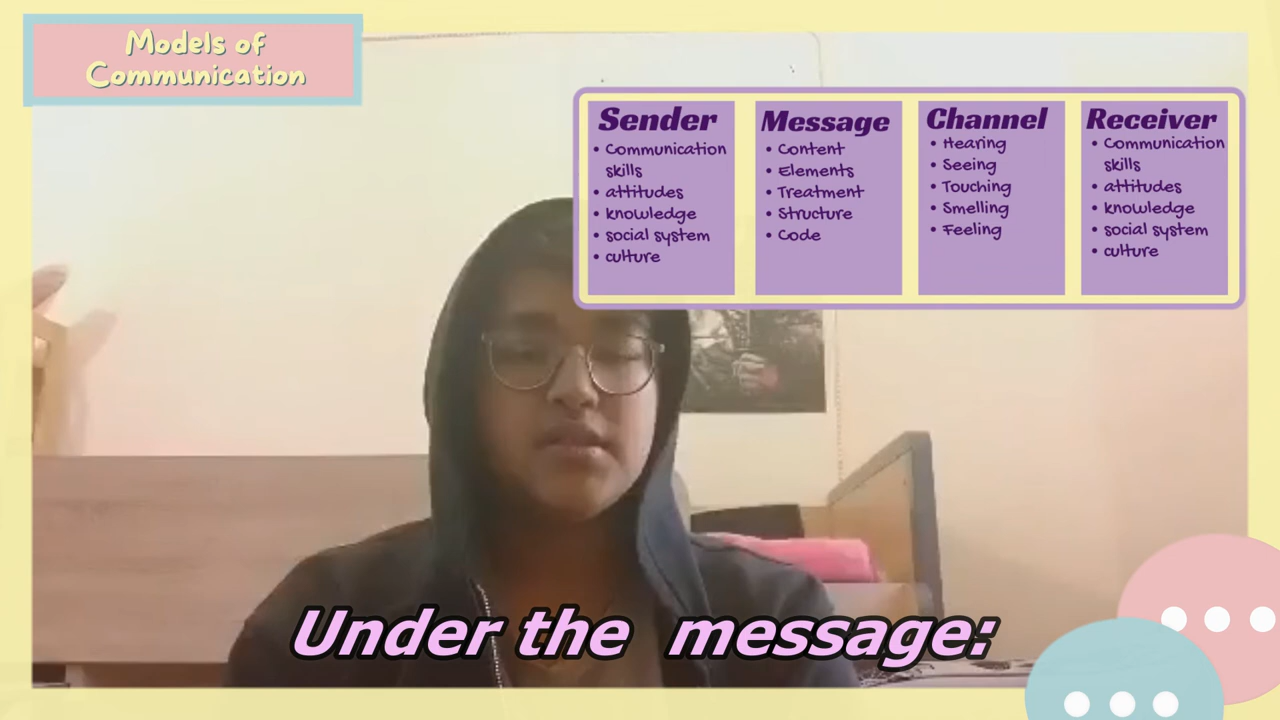 Models of
Communication
Sender
• Communication
skills
• attitudes
• knowledge
• social system
• culture
Message
• Content
• Elements
• Treatment
• Structure
• Code
Channel
• Hearing
• Seeing
• Touching
• Smelling
• Feeling
Receiver
• Communication
skills
• attitudes
• knowledge
• social system
• culture
Under the message: